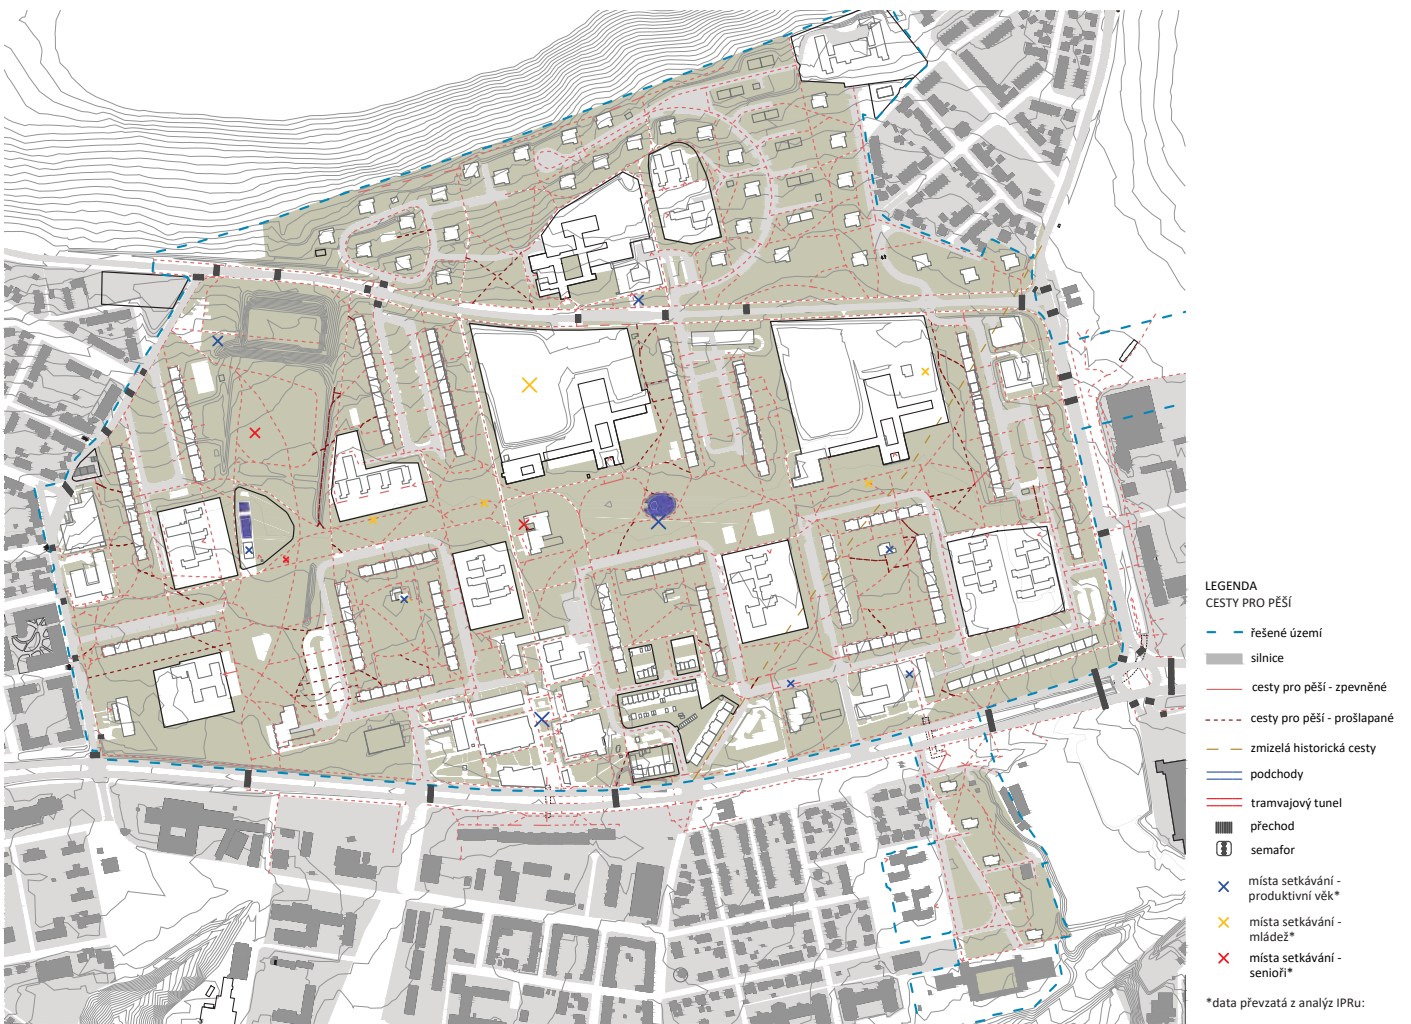 LEGENDA
CESTY PRO PĚŠÍ
řešené území
silnice
cesty pro pěší - zpevněné
cesty pro pěší - prošlapané
zmizelá historická cesty
podchody
tramvajový tunel
přechod
semafor
místa setkávání -
produktivní věk*
místa setkávání -
mládež*
místa setkávání -
senioři*
*data převzatá z analýz IPRu: